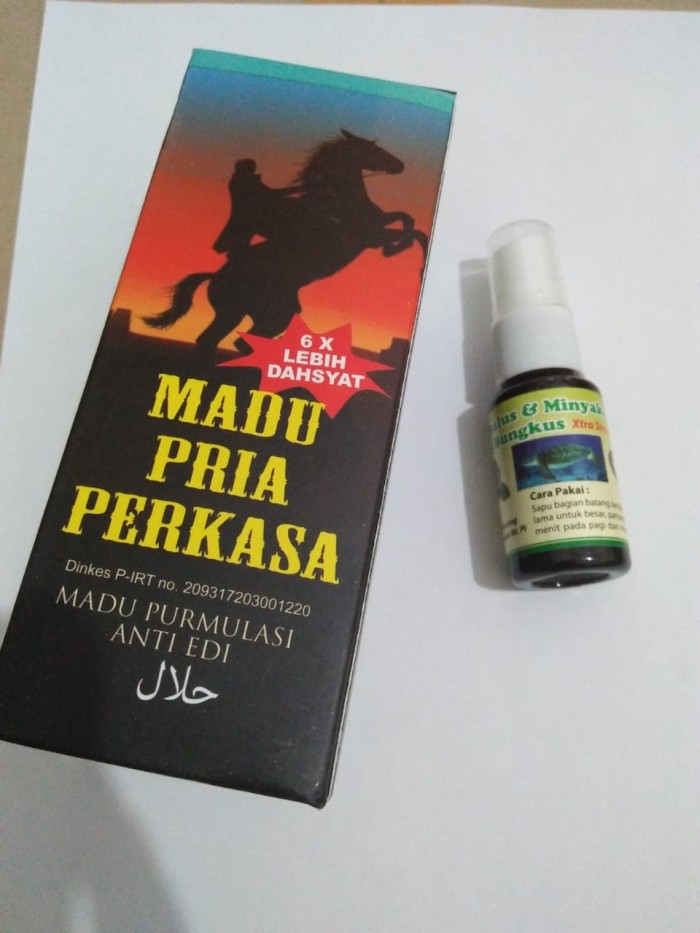 6 X
LEBIH
DAHSYAT
MADU
PRIA
PERKASA
Dinkes P-IRT no. 209317203001220
MADU PURMULASI
ANTI EDI
حلال
& Minyak
Bungkus Xtra
Cara Pakai :
Sapu bagian batang
lama untuk besar,
menit pada pagi dan